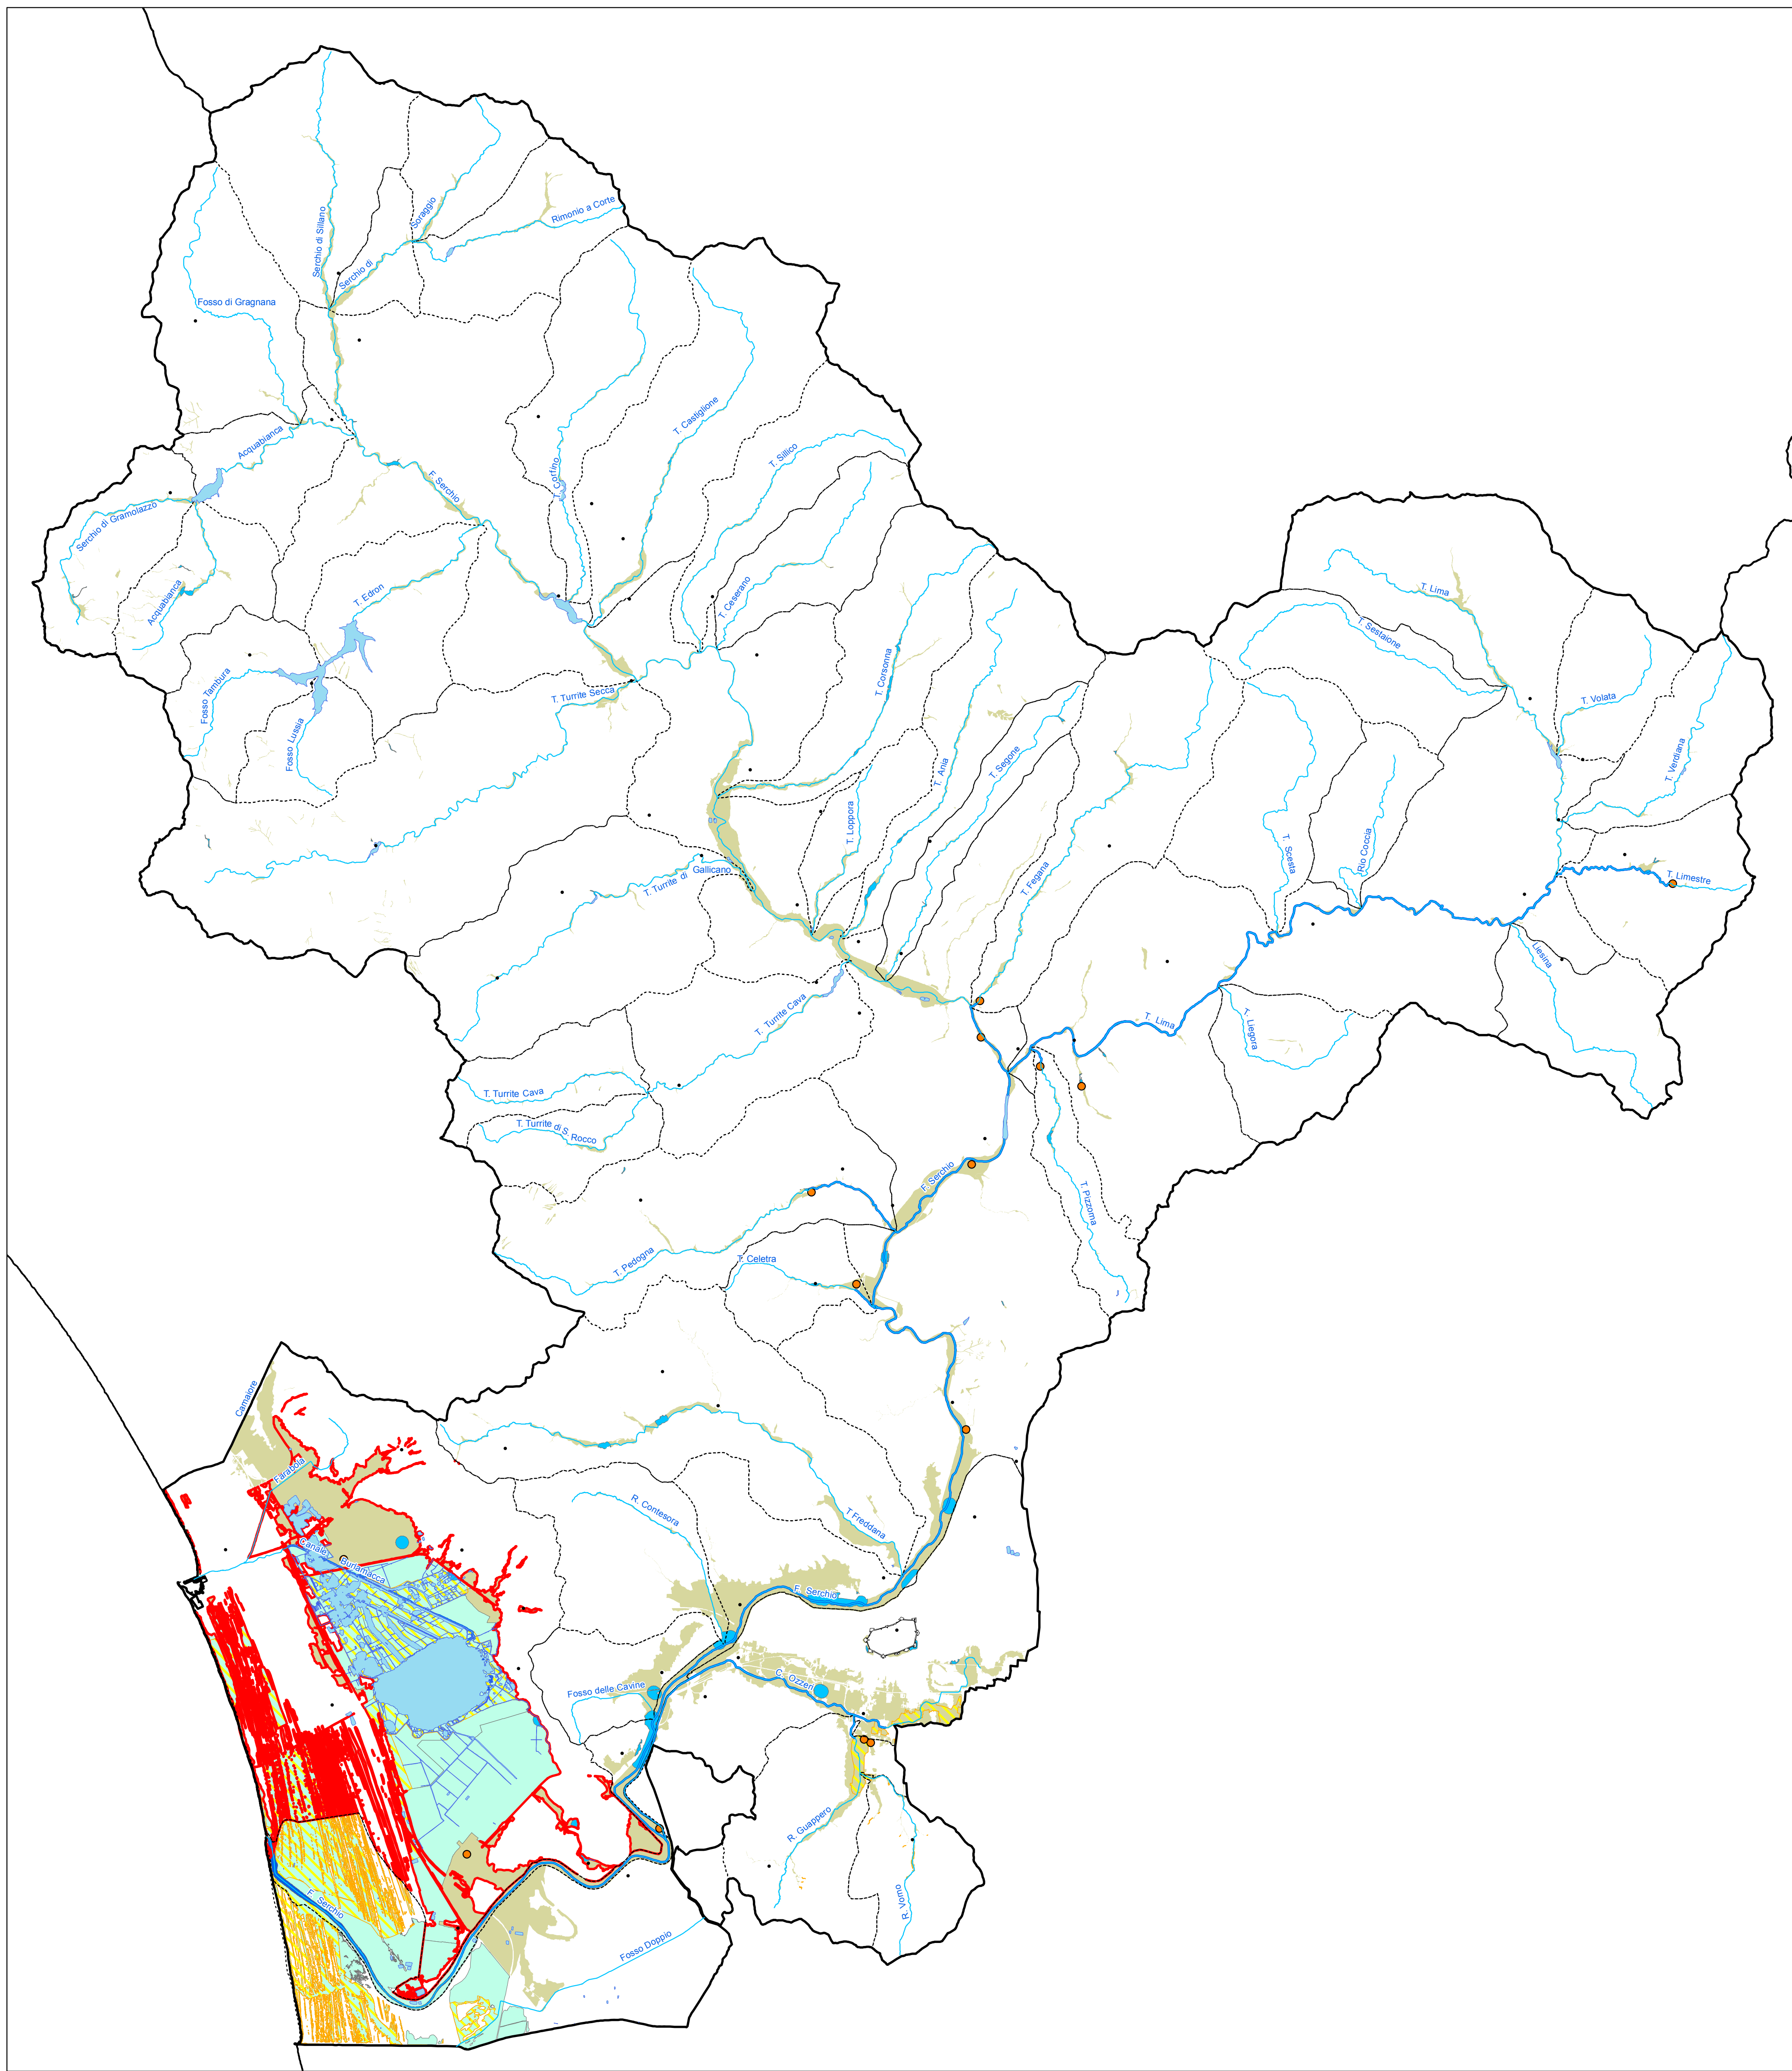 Serchio di Sillano
Soraggio
Serchio di
Rimonio a Corte
Fosso di Gragnana
Acquabianca
Serchio di Gramolazzo
Acquabianca
F. Serchio
T. Corfino
T. Castiglione
T. Sillico
T. Ceserano
T. Edron
Fosso Tambura
Fosso Lussia
T. Turrite Secca
T. Corsonna
T. Ania
T. Segone
T. Loppora
T. Fegana
T. Turrite di Gallicano
T. Lima
T. Sestaione
T. Volata
T. Verdiana
T. Scesta
Rio Coccia
T. Limestre
Liesina
T. Liegora
T. Lima
T. Turrite Cava
T. Turrite Cava
T. Turrite di S. Rocco
F. Serchio
T. Pizzorna
T. Pedogna
T. Celetra
Camaiore
Farabola
R. Contesora
T Freddana
Canale
Burlamacca
F. Serchio
C. Ozzeri
Fosso delle Cavine
R. Guappero
R. Vorno
F. Serchio
Fosso Doppio